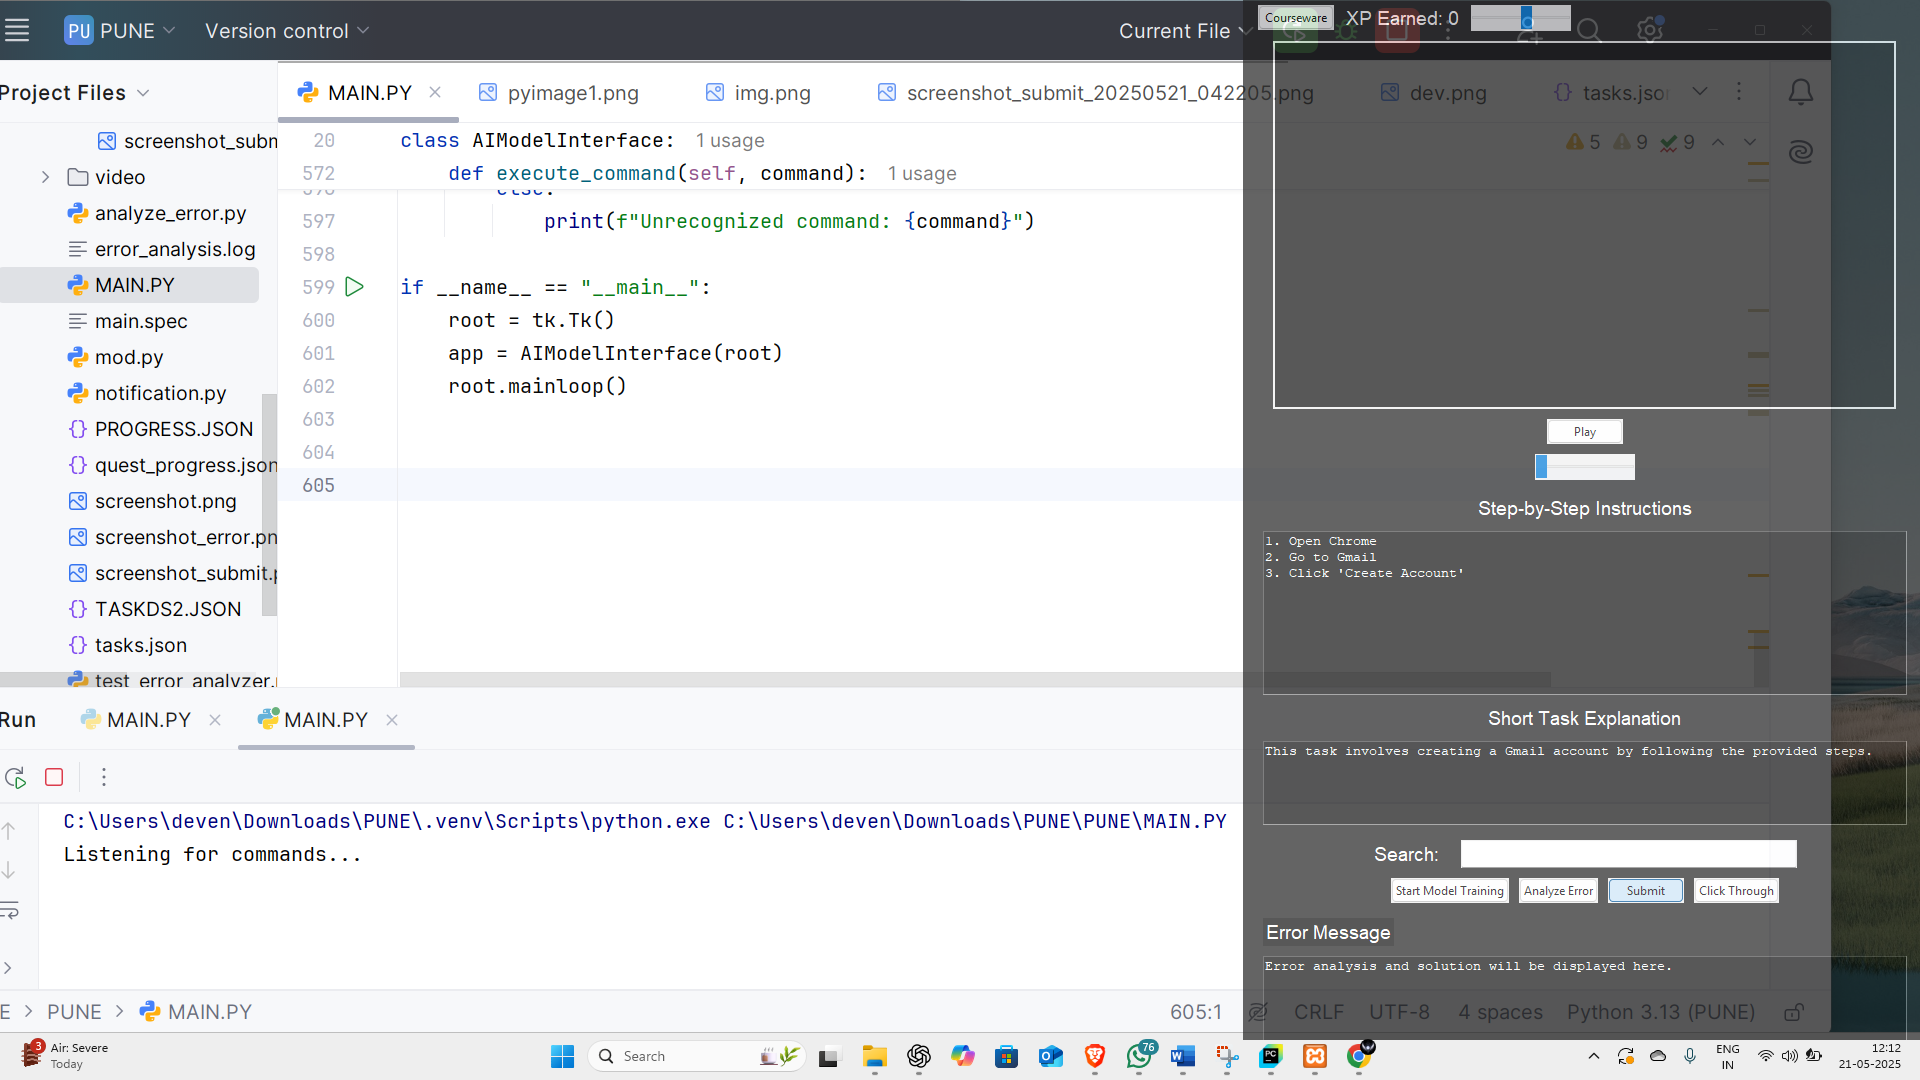 PU PUNE Version control Current File
Courseware XP Earned: 0
Project Files
MAIN.PY pyimage1.png img.png screenshot_submit_20250521_042205.png dev.png tasks.jso
screenshot_subm
video
analyze_error.py
error_analysis.log
MAIN.PY
main.spec
mod.py
notification.py
PROGRESS.JSON
quest_progress.json
screenshot.png
screenshot_error.pn
screenshot_submit.p
TASKDS2.JSON
tasks.json
test_error_analyzer.
20 class AIModelInterface: 1 usage
572 def execute_command(self, command): 1 usage
5 9 9
596 else:
597 print(f"Unrecognized command: {command}")
598
599 if __name__ == "__main__":
600 root = tk.Tk()
601 app = AIModelInterface(root)
602 root.mainloop()
603
604
605
Play
Step-by-Step Instructions
1. Open Chrome
2. Go to Gmail
3. Click 'Create Account'
Short Task Explanation
This task involves creating a Gmail account by following the provided steps.
Search:
Start Model Training Analyze Error Submit Click Through
Error Message
Error analysis and solution will be displayed here.
Run MAIN.PY MAIN.PY
C:\Users\deven\Downloads\PUNE\.venv\Scripts\python.exe C:\Users\deven\Downloads\PUNE\PUNE\MAIN.PY
Listening for commands...
E PUNE MAIN.PY 605:1 CRLF UTF-8 4 spaces Python 3.13 (PUNE)
3 Air: Severe
Today
Search
76
PC
ENG
IN
12:12
21-05-2025